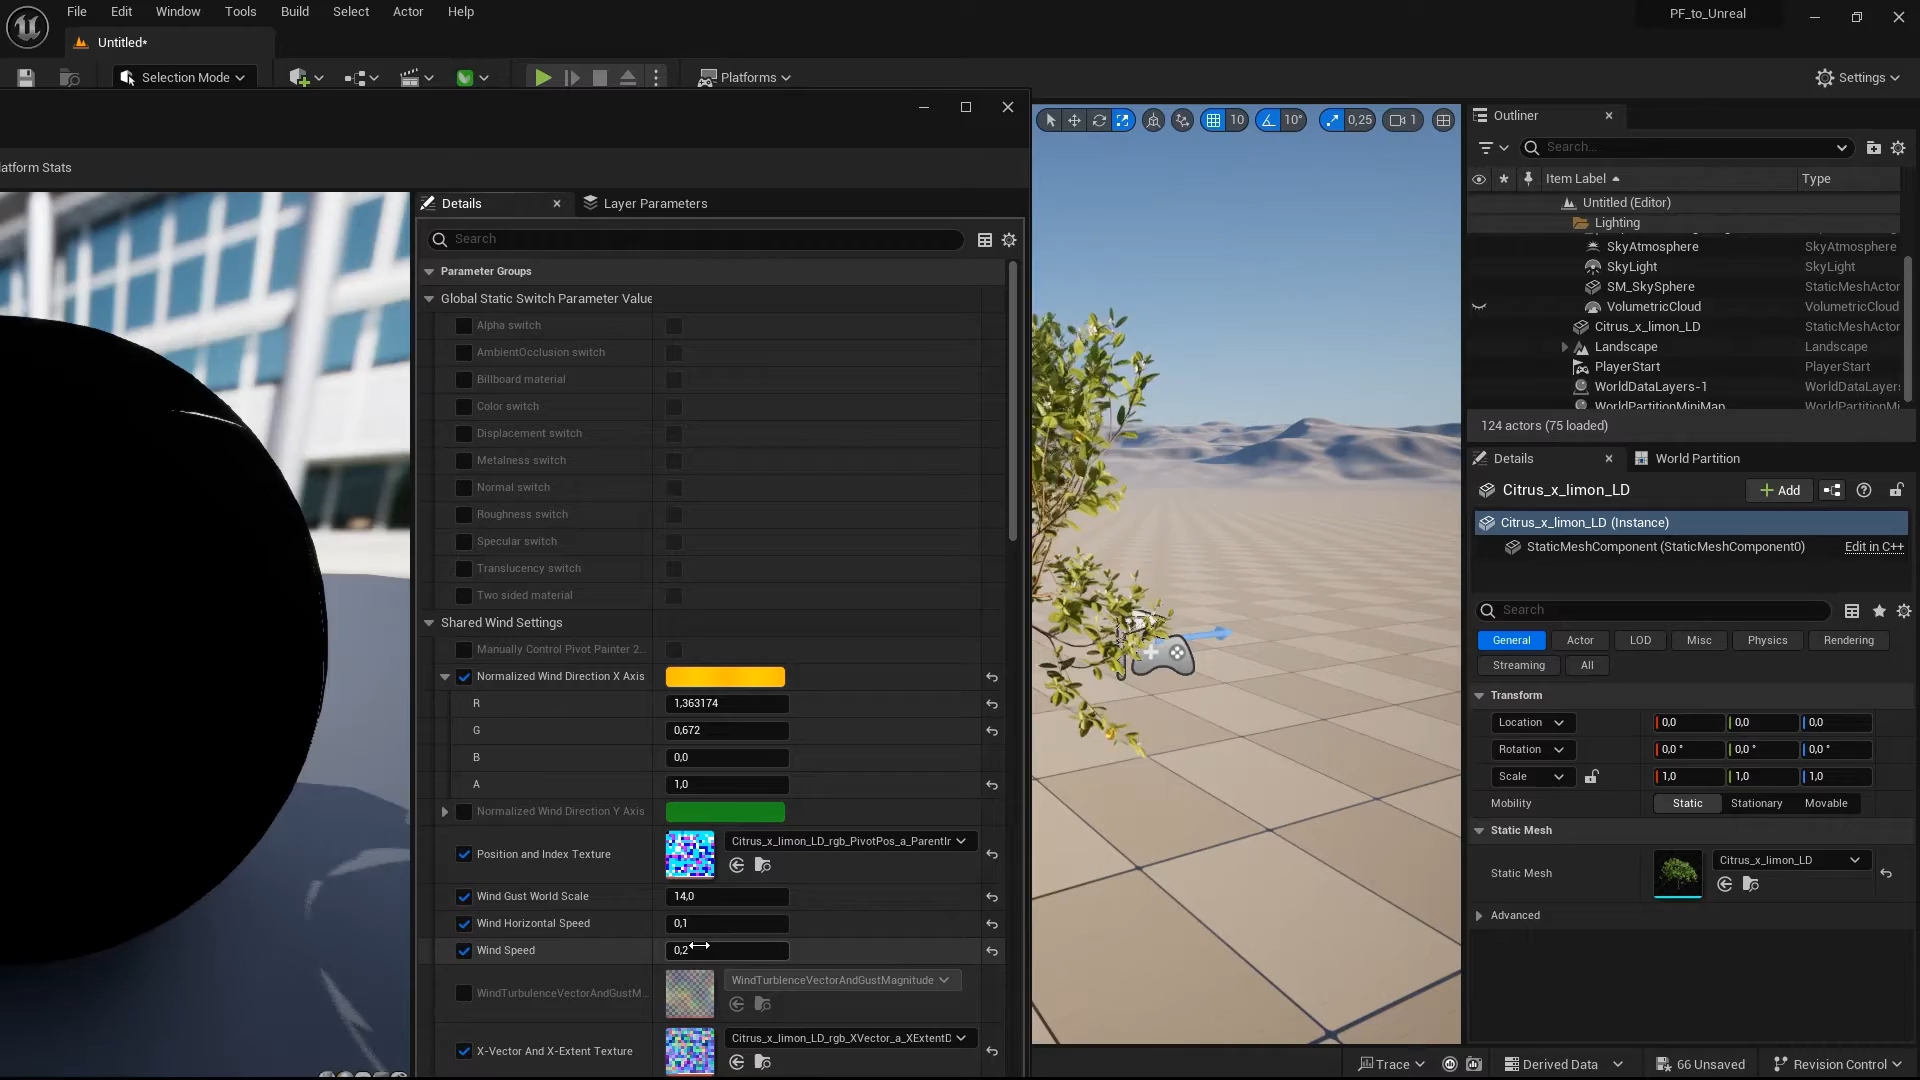 File Edit Window Tools Build Select Actor Help
PF_to_Unreal
Untitled*
Selection Mode
Platforms
Settings
10
10°
0,25
1
atform Stats
Details
Layer Parameters
Search
Parameter Groups
Global Static Switch Parameter Value
Alpha switch
AmbientOcclusion switch
Billboard material
Color switch
Displacement switch
Metalness switch
Normal switch
Roughness switch
Specular switch
Translucency switch
Two sided material
Shared Wind Settings
Manually Control Pivot Painter 2...
Normalized Wind Direction X Axis
R 1,363174
G 0,672
B 0,0
A 1,0
Normalized Wind Direction Y Axis
Position and Index Texture Citrus_x_limon_LD_rgb_PivotPos_a_ParentIr
Wind Gust World Scale 14,0
Wind Horizontal Speed 0,1
Wind Speed 0,2
WindTurbulenceVectorAndGustM... WindTurblenceVectorAndGustMagnitude
X-Vector And X-Extent Texture Citrus_x_limon_LD_rgb_XVector_a_XExtentD
Outliner
Search...
Item Label Type
Untitled (Editor)
Lighting
SkyAtmosphere SkyAtmosphere
SkyLight SkyLight
SM_SkySphere StaticMeshActor
VolumetricCloud VolumetricCloud
Citrus_x_limon_LD StaticMeshActor
Landscape Landscape
PlayerStart PlayerStart
WorldDataLayers-1 WorldDataLayer
WorldPartitionMiniMap WorldPartitionMi
124 actors (75 loaded)
Details
World Partition
Citrus_x_limon_LD
Add
Citrus_x_limon_LD (Instance)
StaticMeshComponent (StaticMeshComponent0) Edit in C++
Search
General Actor LOD Misc Physics Rendering
Streaming All
Transform
Location 0,0 0,0 0,0
Rotation 0,0 ° 0,0 ° 0,0 °
Scale 1,0 1,0 1,0
Mobility Static Stationary Movable
Static Mesh
Static Mesh Citrus_x_limon_LD
Advanced
Trace
Derived Data
66 Unsaved
Revision Control